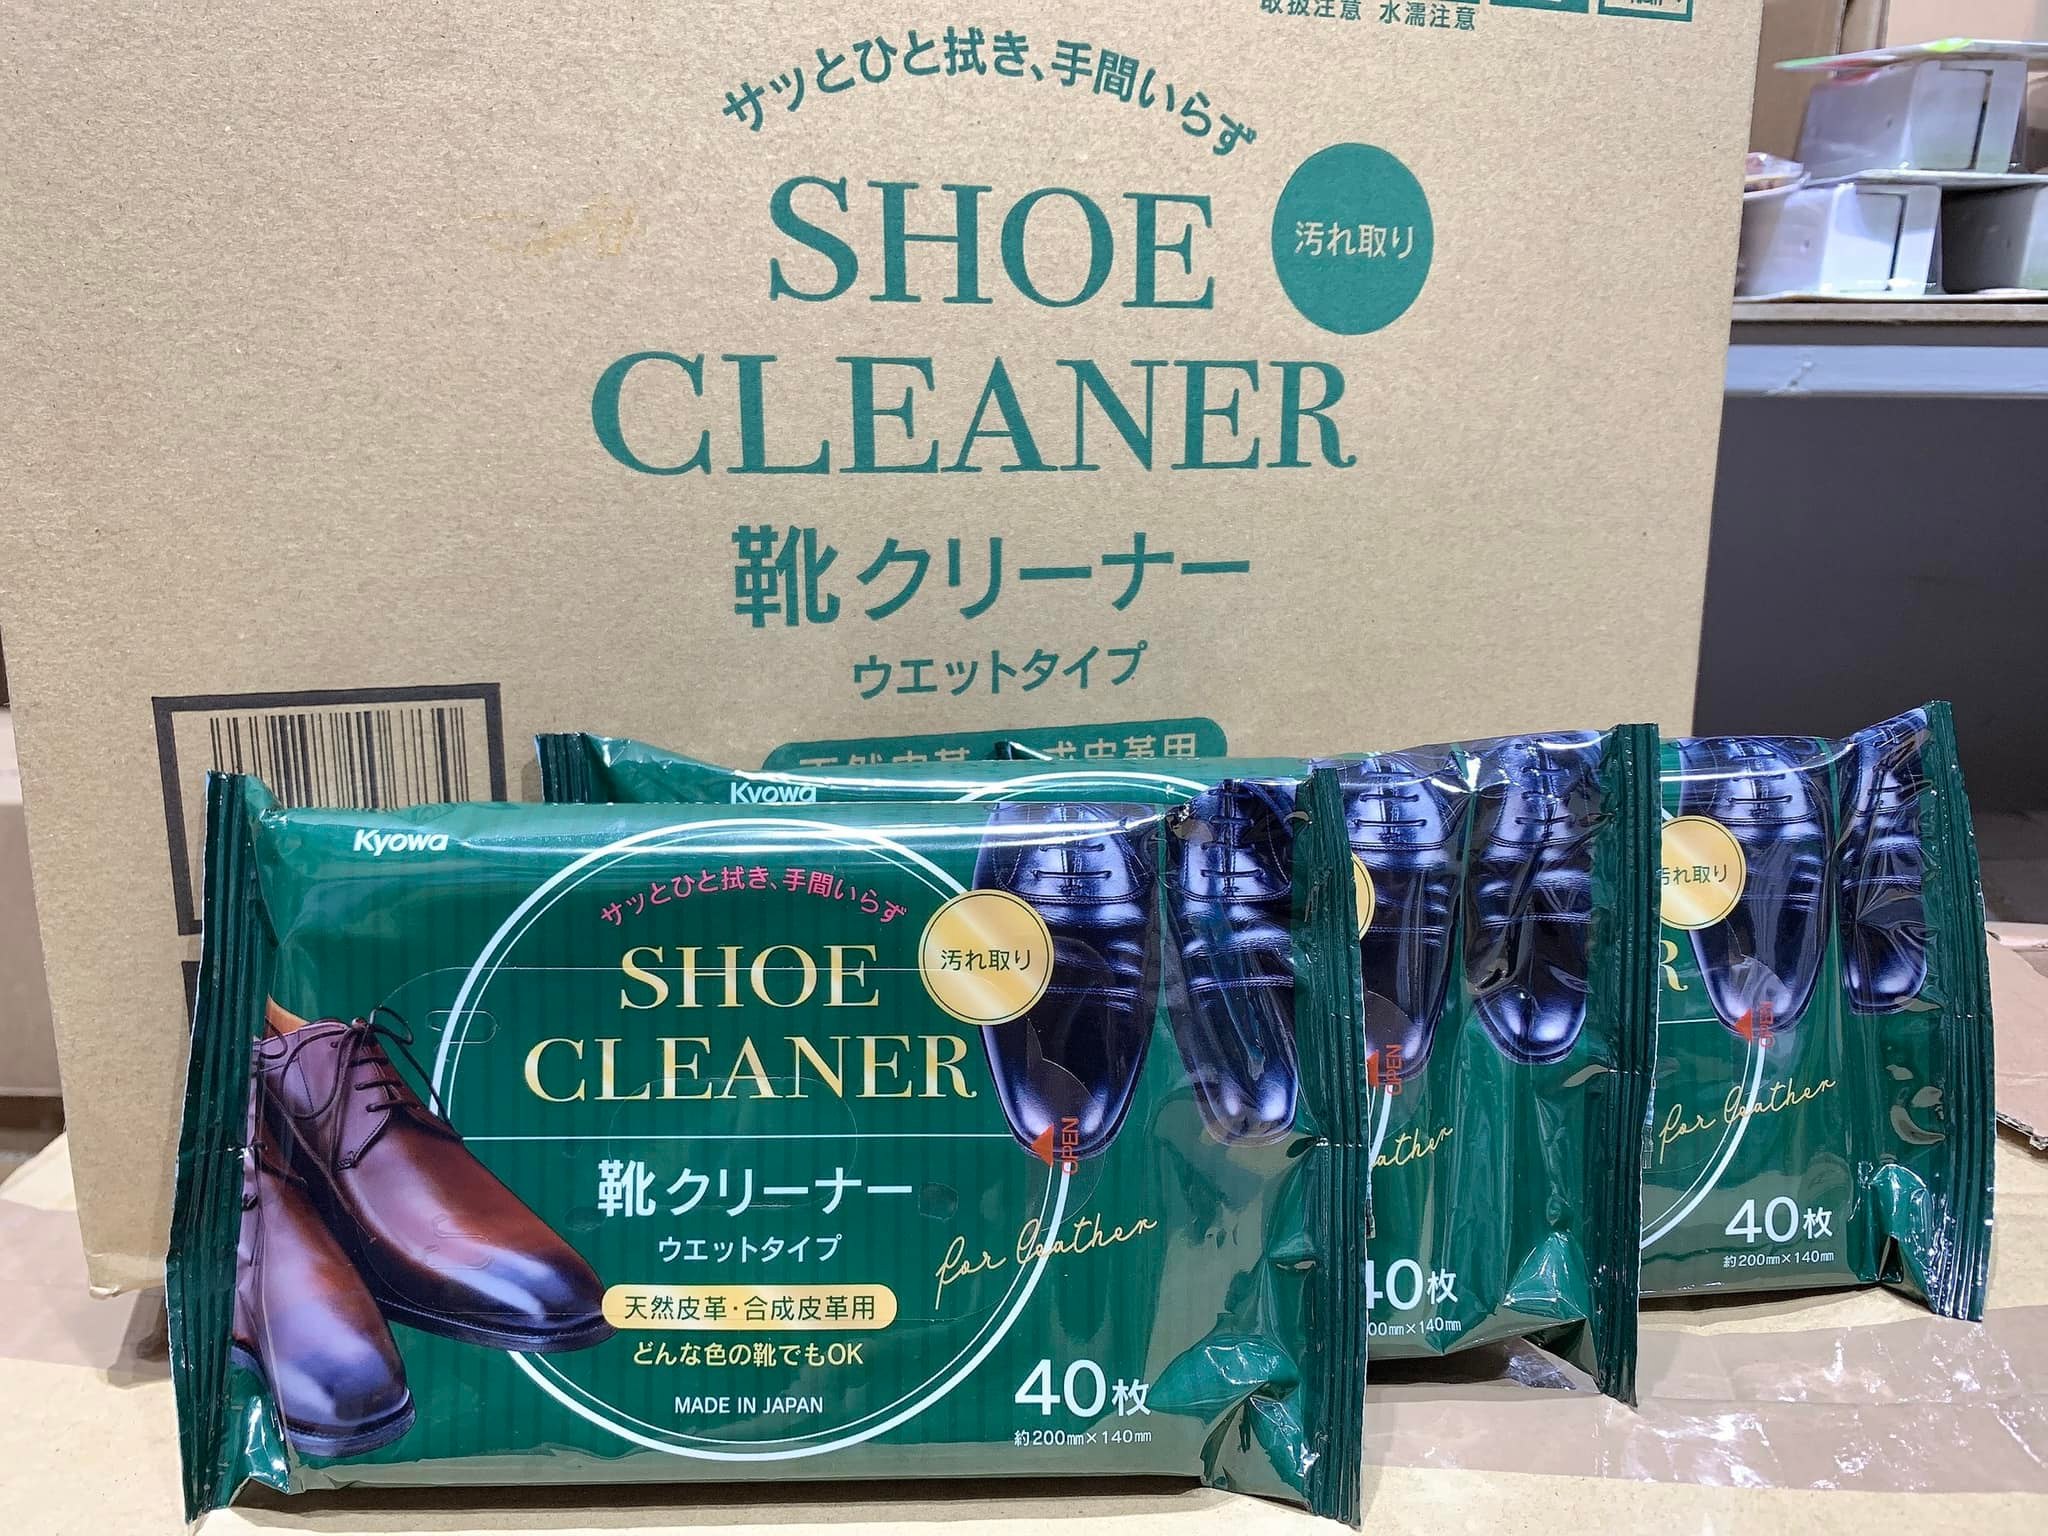 取扱注意 水濡注意
サッとひと拭き、手間いらず
SHOE
汚れ取り
CLEANER
靴クリーナー
ウエットタイプ
Kyowa
Kyowa
サッとひと拭き、手間いらず
SHOE
CLEANER
汚れ取り
OPEN
靴クリーナー
ウエットタイプ
for leather
天然皮革・合成皮革用
どんな色の靴でもOK
MADE IN JAPAN
40枚
約200mm×140mm
OPEN
40枚
00mm×140mm
汚れ取り
R
OPEN
for leather
40枚
約200mm×140mm